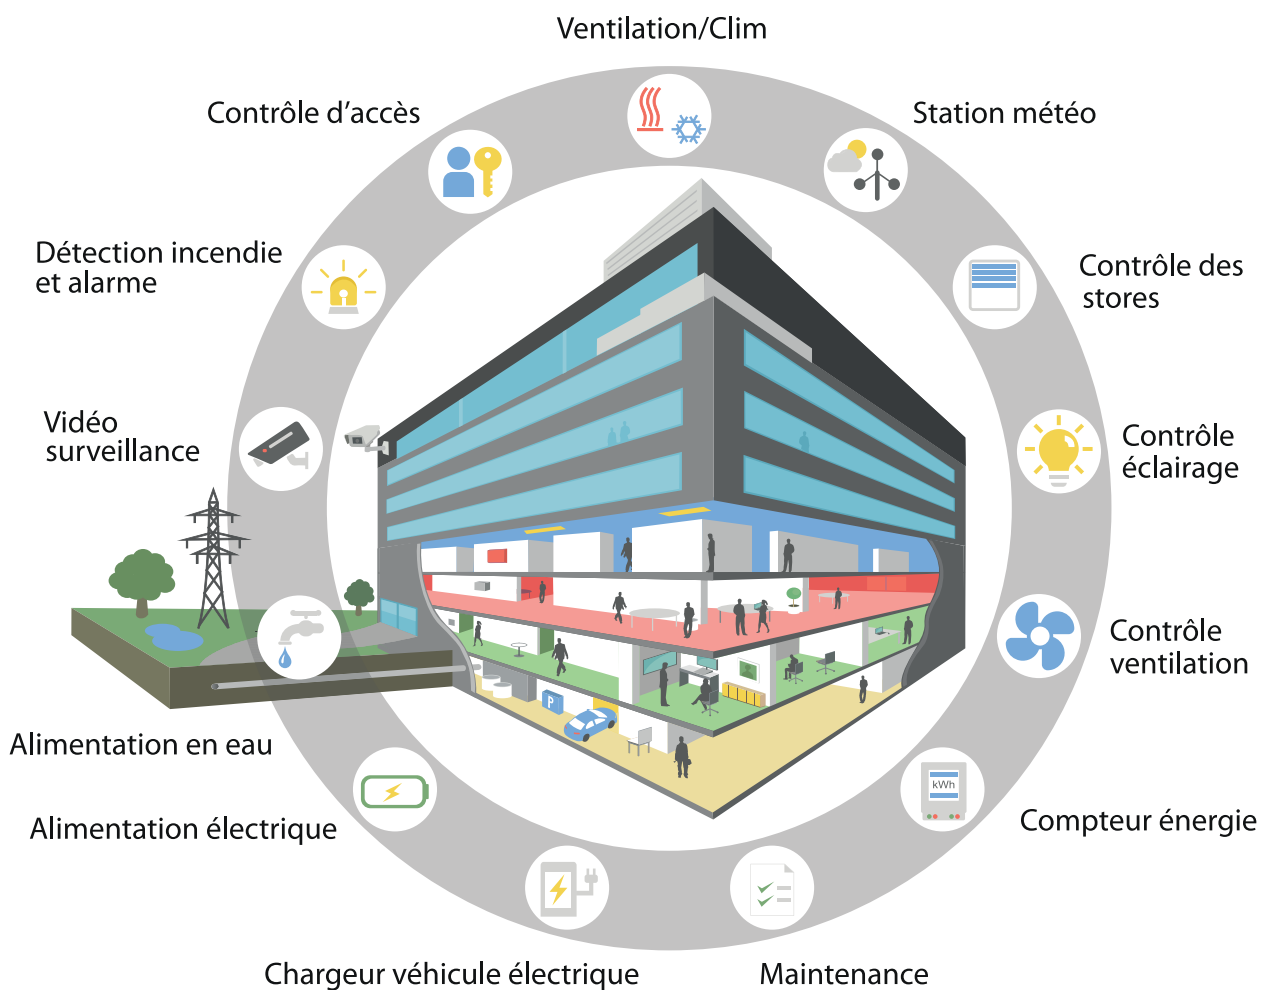 Ventilation/Clim
Contrôle d'accès
Station météo
Détection incendie
et alarme
Contrôle des
stores
Vidéo
surveillance
Contrôle
éclairage
Contrôle
ventilation
P
Alimentation en eau
kWh
Alimentation électrique
Compteur énergie
Chargeur véhicule électrique
Maintenance